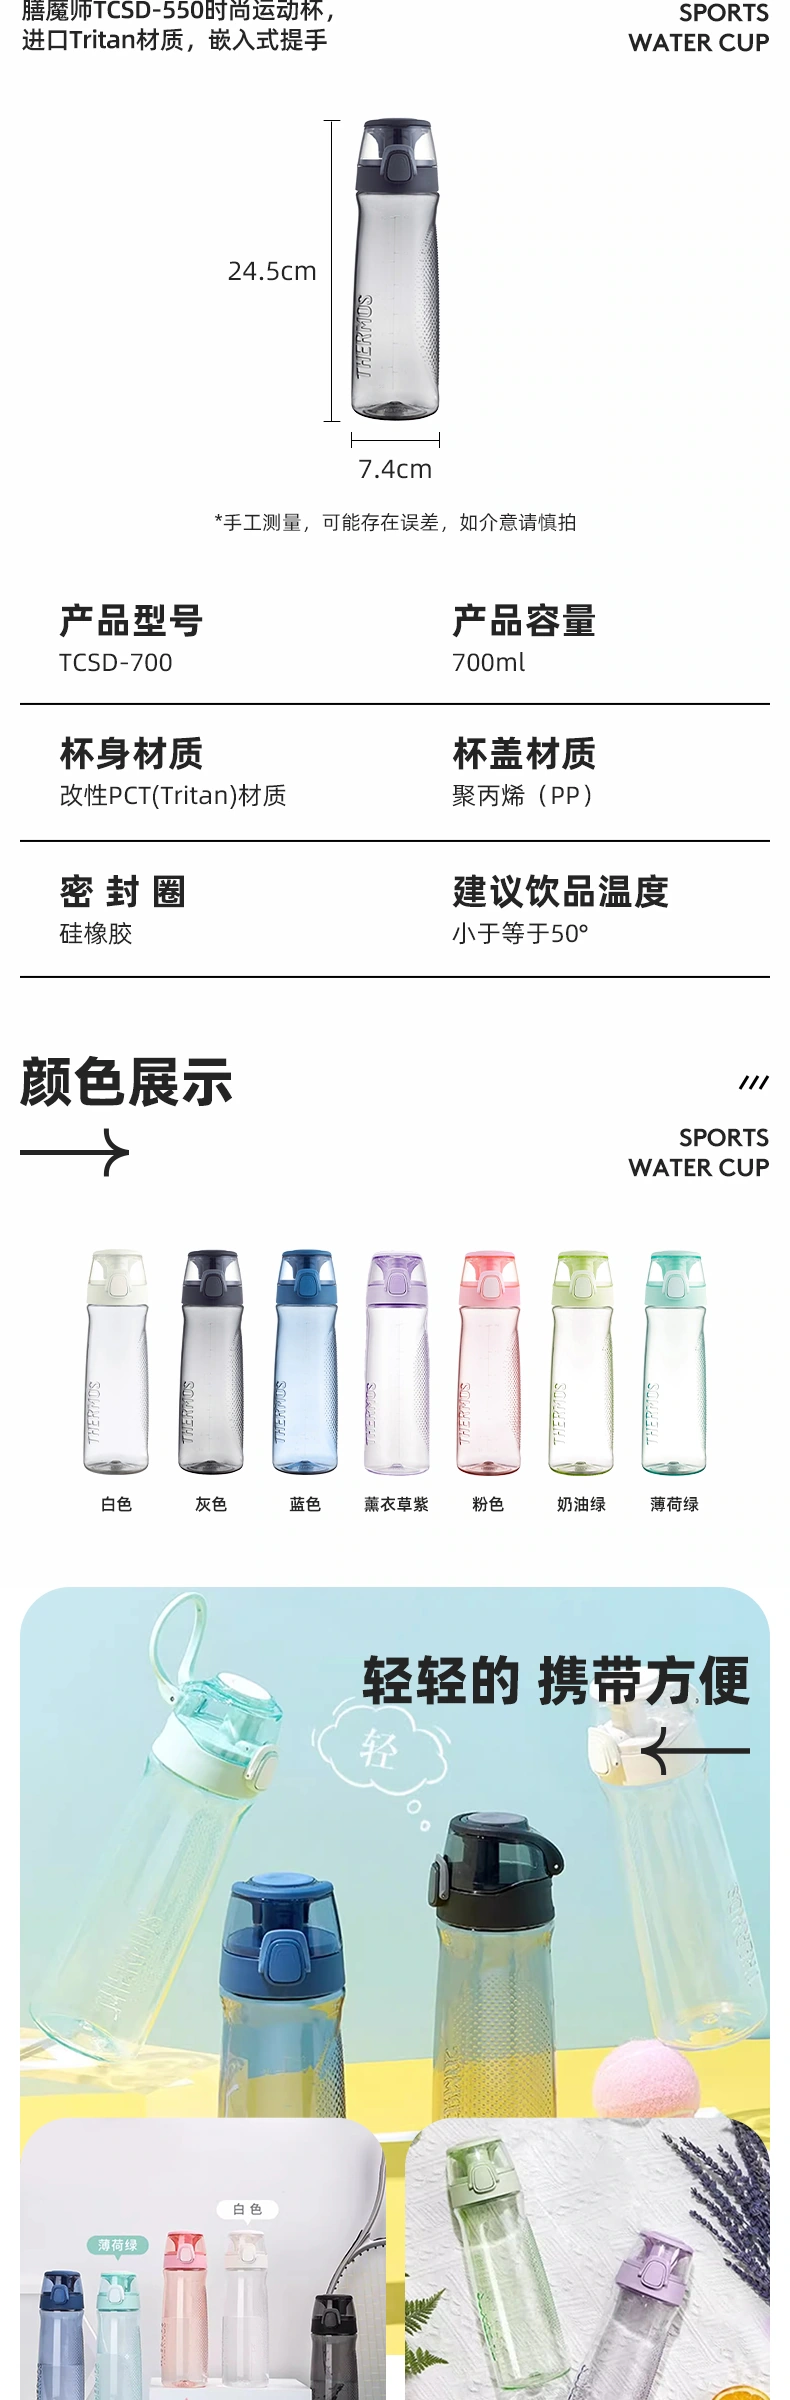 膳魔师TCSD-550时尚运动杯，
进口Tritan材质，嵌入式提手
SPORTS
WATER CUP
24.5cm
THERMOS
7.4cm
*手工测量，可能存在误差，如介意请慎拍
产品型号
TCSD-700
产品容量
700ml
杯身材质
改性PCT(Tritan)材质
杯盖材质
聚丙烯（PP）
密封圈
硅橡胶
建议饮品温度
小于等于50°
颜色展示
SPORTS
WATER CUP
THERMOS
THERMOS
THERMOS
THERMOS
THERMOS
THERMOS
THERMOS
白色
灰色
蓝色
薰衣草紫
粉色
奶油绿
薄荷绿
轻轻的 携带方便
轻
THERMOS
白色
薄荷绿